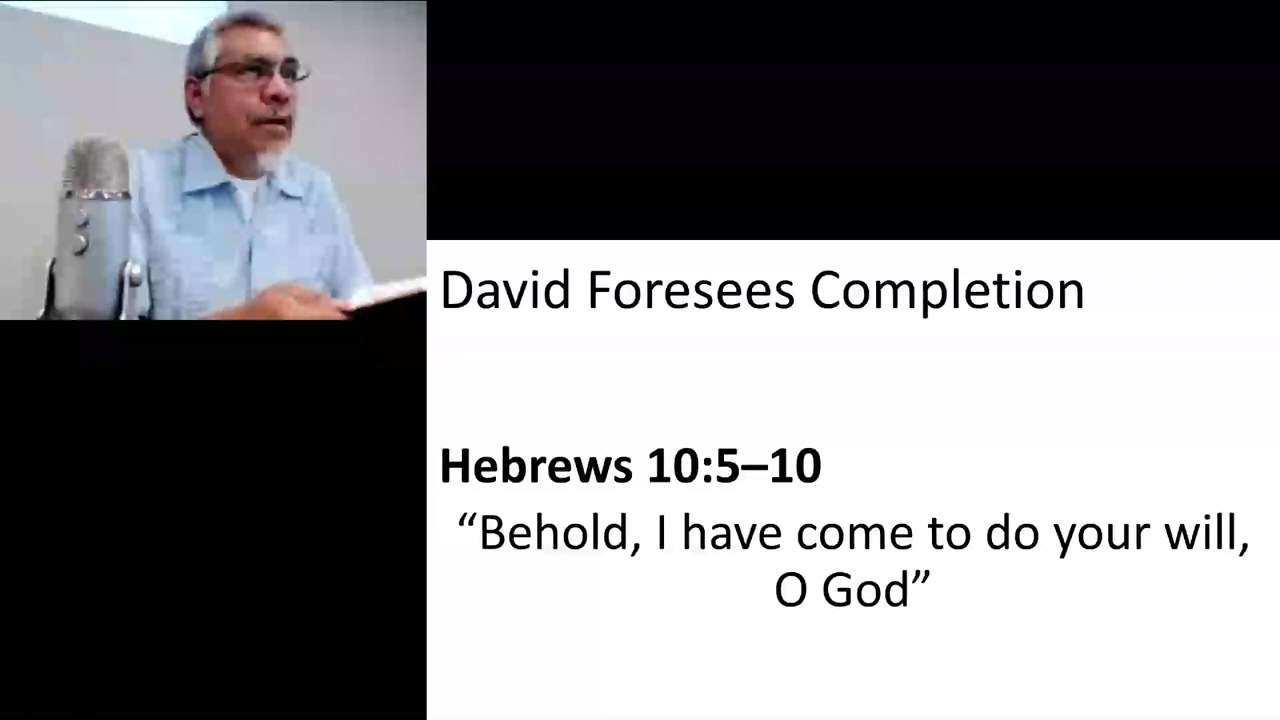 David Foresees Completion
Hebrews 10:5–10
“Behold, I have come to do your will,
O God”